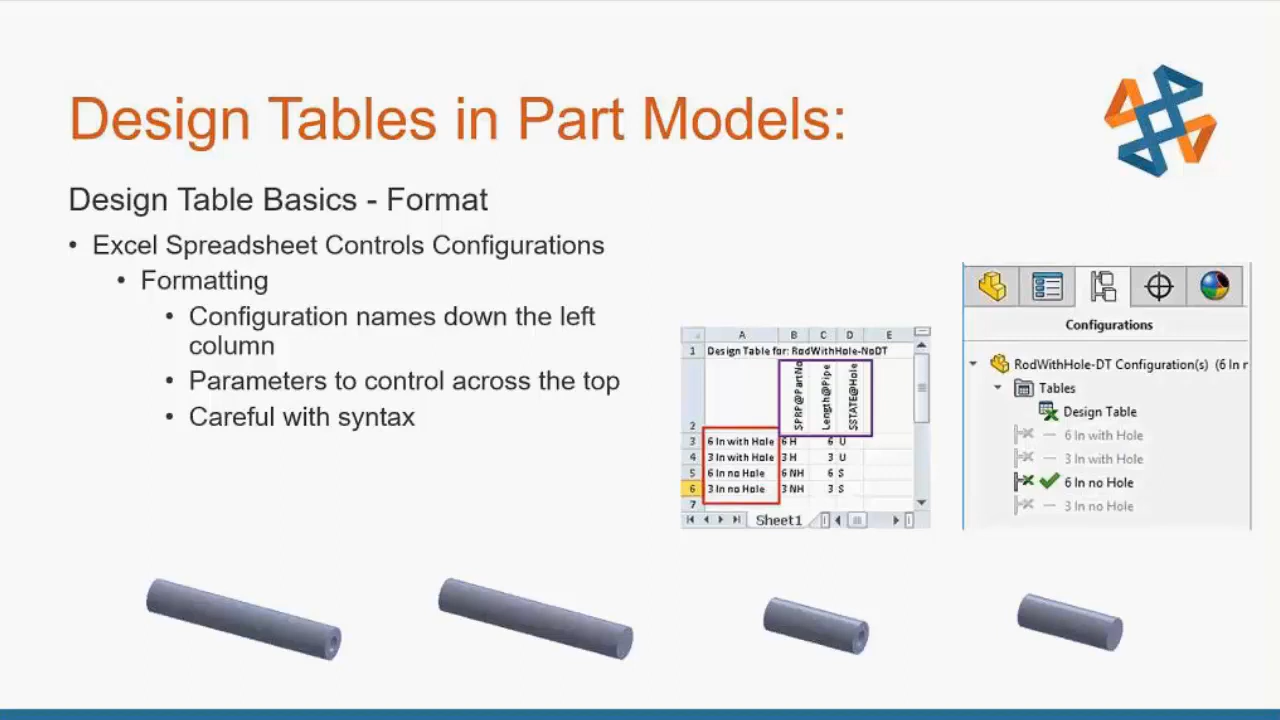 Design Tables in Part Models:
Design Table Basics - Format
• Excel Spreadsheet Controls Configurations
• Formatting
• Configuration names down the left
column
• Parameters to control across the top
• Careful with syntax
A B C D E
1 Design Table for: RodWithHole-NoDT
2 $PRP@PartNo Length@Pipe $STATE@Hole
3 6 In with Hole 6 H 6 U
4 3 In with Hole 3 H 3 U
5 6 In no Hole 6 NH 6 S
6 3 In no Hole 3 NH 3 S
7
Sheet1
Configurations
RodWithHole-DT Configuration(s) (6 In
Tables
Design Table
6 In with Hole
3 In with Hole
6 In no Hole
3 In no Hole